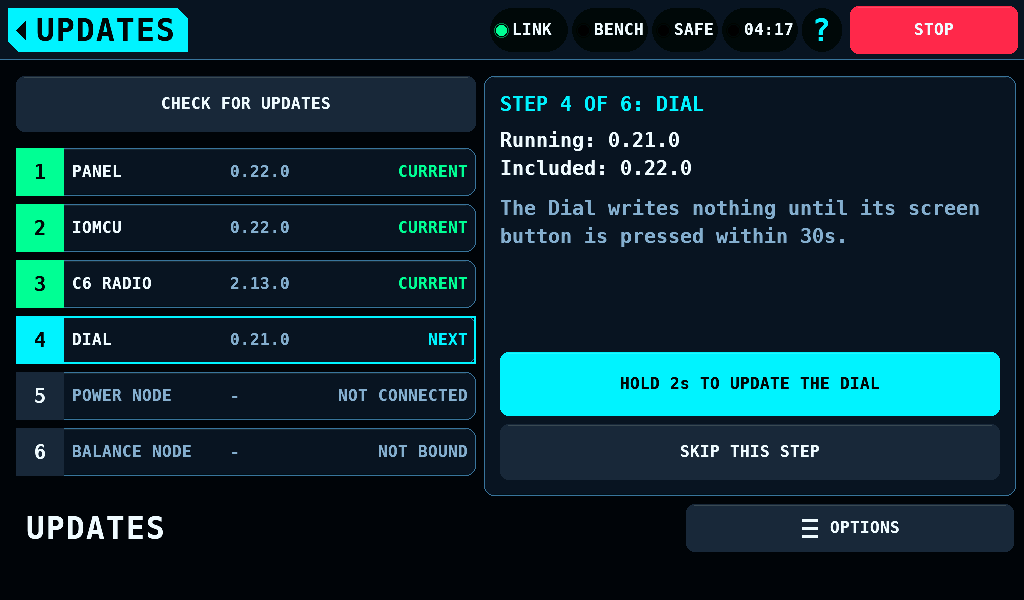 UPDATES
LINK
BENCH
SAFE
04:17
?
STOP
CHECK FOR UPDATES
1 PANEL 0.22.0 CURRENT
2 IOMCU 0.22.0 CURRENT
3 C6 RADIO 2.13.0 CURRENT
4 DIAL 0.21.0 NEXT
5 POWER NODE - NOT CONNECTED
6 BALANCE NODE - NOT BOUND
STEP 4 OF 6: DIAL
Running: 0.21.0
Included: 0.22.0
The Dial writes nothing until its screen
button is pressed within 30s.
HOLD 2s TO UPDATE THE DIAL
SKIP THIS STEP
UPDATES
OPTIONS